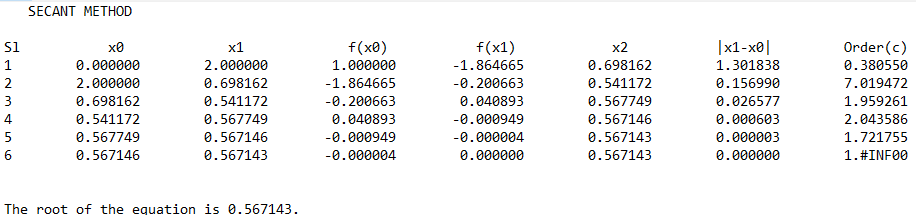 SECANT METHOD
Sl x0 x1 f(x0) f(x1) x2 |x1-x0| Order(c)
1 0.000000 2.000000 1.000000 -1.864665 0.698162 1.301838 0.380550
2 2.000000 0.698162 -1.864665 -0.200663 0.541172 0.156990 7.019472
3 0.698162 0.541172 -0.200663 0.040893 0.567749 0.026577 1.959261
4 0.541172 0.567749 0.040893 -0.000949 0.567146 0.000603 2.043586
5 0.567749 0.567146 -0.000949 -0.000004 0.567143 0.000003 1.721755
6 0.567146 0.567143 -0.000004 0.000000 0.567143 0.000000 1.#INF00
The root of the equation is 0.567143.